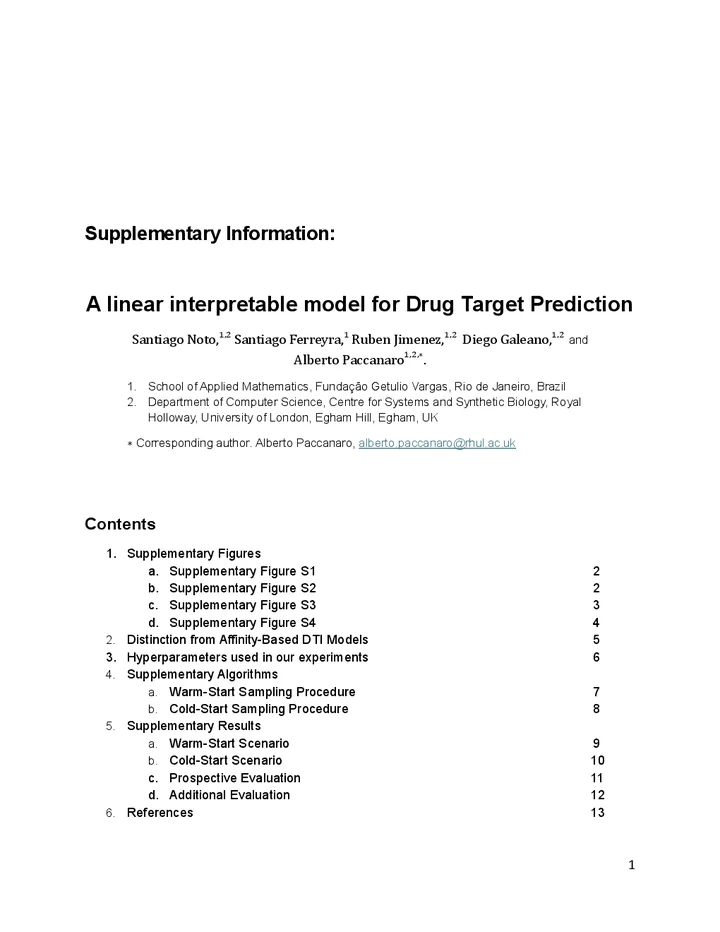 Supplementary Information:
A linear interpretable model for Drug Target Prediction
Santiago Noto,1,2 Santiago Ferreyra,1 Ruben Jimenez,1,2 Diego Galeano,1,2 and
Alberto Paccanaro1,2,*.
1. School of Applied Mathematics, Fundação Getulio Vargas, Rio de Janeiro, Brazil
2. Department of Computer Science, Centre for Systems and Synthetic Biology, Royal
Holloway, University of London, Egham Hill, Egham, UK
* Corresponding author. Alberto Paccanaro, alberto.paccanaro@rhul.ac.uk
Contents
1. Supplementary Figures
a. Supplementary Figure S1 2
b. Supplementary Figure S2 2
c. Supplementary Figure S3 3
d. Supplementary Figure S4 4
2. Distinction from Affinity-Based DTI Models 5
3. Hyperparameters used in our experiments 6
4. Supplementary Algorithms
a. Warm-Start Sampling Procedure 7
b. Cold-Start Sampling Procedure 8
5. Supplementary Results
a. Warm-Start Scenario 9
b. Cold-Start Scenario 10
c. Prospective Evaluation 11
d. Additional Evaluation 12
6. References 13
1